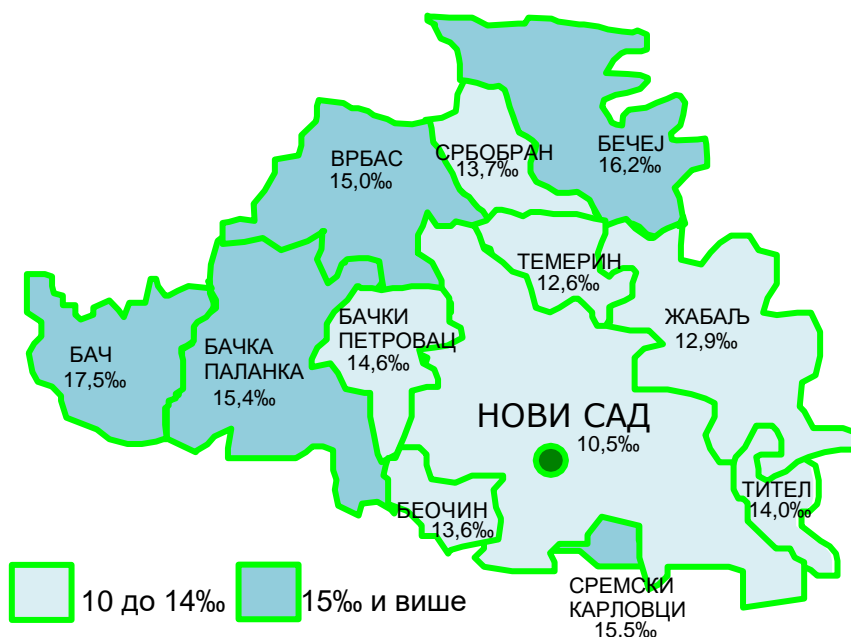 БЕЧЕЈ
16,2‰
СРБОБРАН
13,7‰
ВРБАС
15,0‰
ТЕМЕРИН
12,6‰
ЖАБАЉ
12,9‰
БАЧКИ
ПЕТРОВАЦ
14,6‰
БАЧ
17,5‰
БАЧКА
ПАЛАНКА
15,4‰
НОВИ САД
10,5‰
ТИТЕЛ
14,0‰
БЕОЧИН
13,6‰
СРЕМСКИ
КАРЛОВЦИ
15,5‰
10 до 14‰
15‰ и више